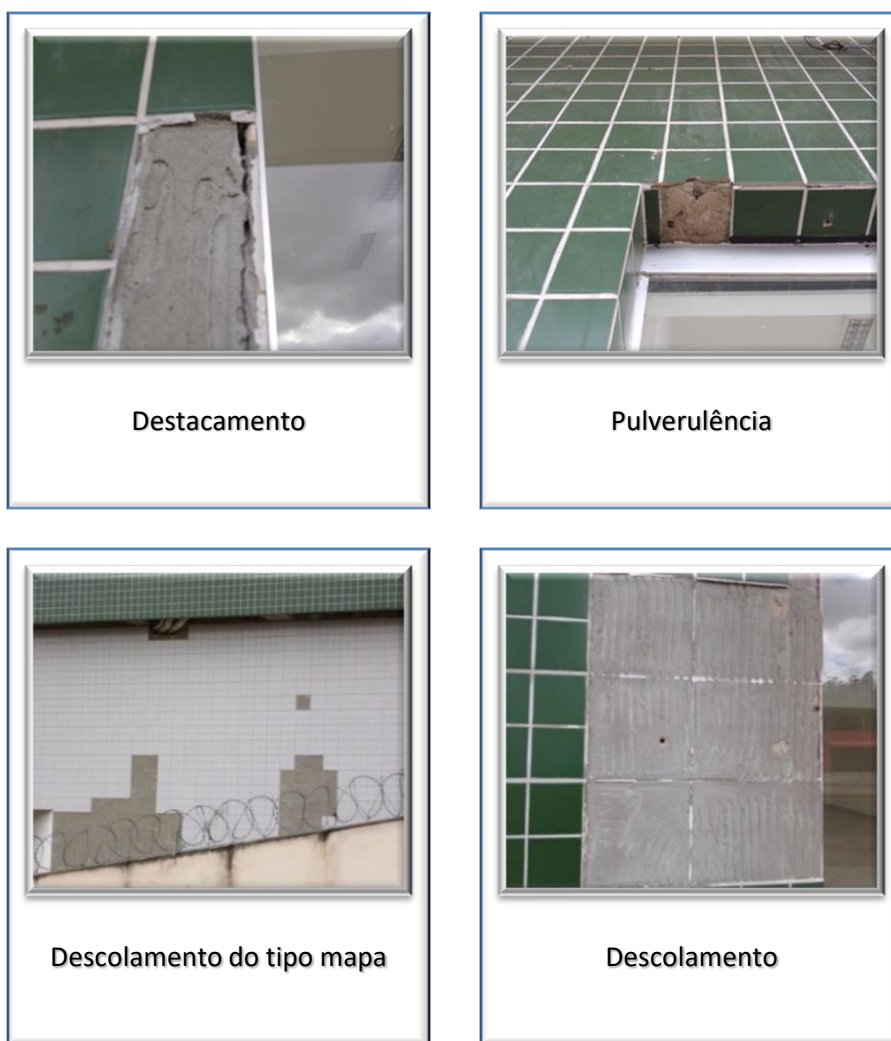 Destacamento
Pulverulência
Descolamento do tipo mapa
Descolamento